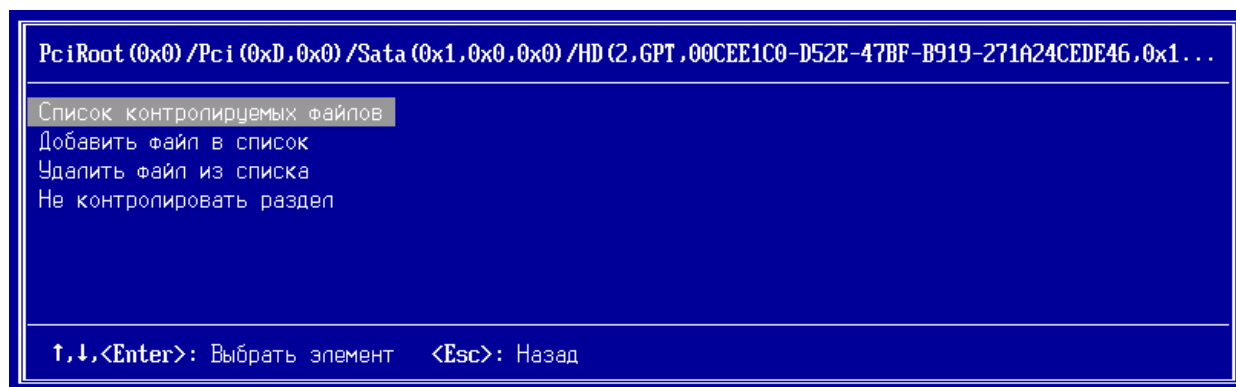 PciRoot(0x0)/Pci(0xD,0x0)/Sata(0x1,0x0,0x0)/HD(2,GPT,00CEE1C0-D52E-47BF-B919-271A24CEDE46,0x1...
Список контролируемых файлов
Добавить файл в список
Удалить файл из списка
Не контролировать раздел
↑,↓,<Enter>: Выбрать элемент <Esc>: Назад